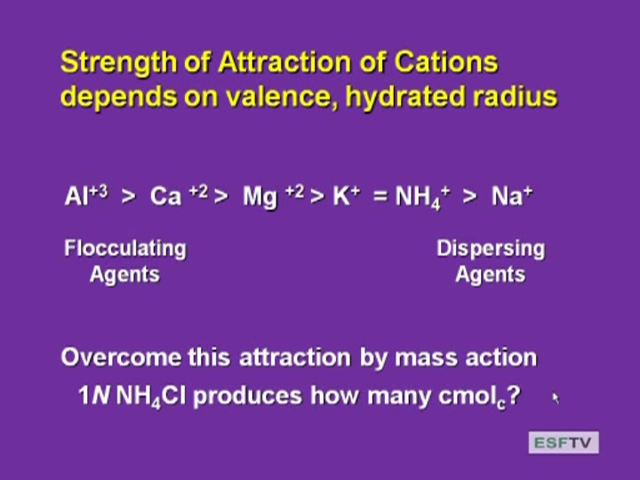 Strength of Attraction of Cations
depends on valence, hydrated radius
Al⁺³ > Ca ⁺² > Mg ⁺² > K⁺ = NH₄⁺ > Na⁺
Flocculating Dispersing
Agents Agents
Overcome this attraction by mass action
1N NH₄Cl produces how many cmol꜀?
ESFTV